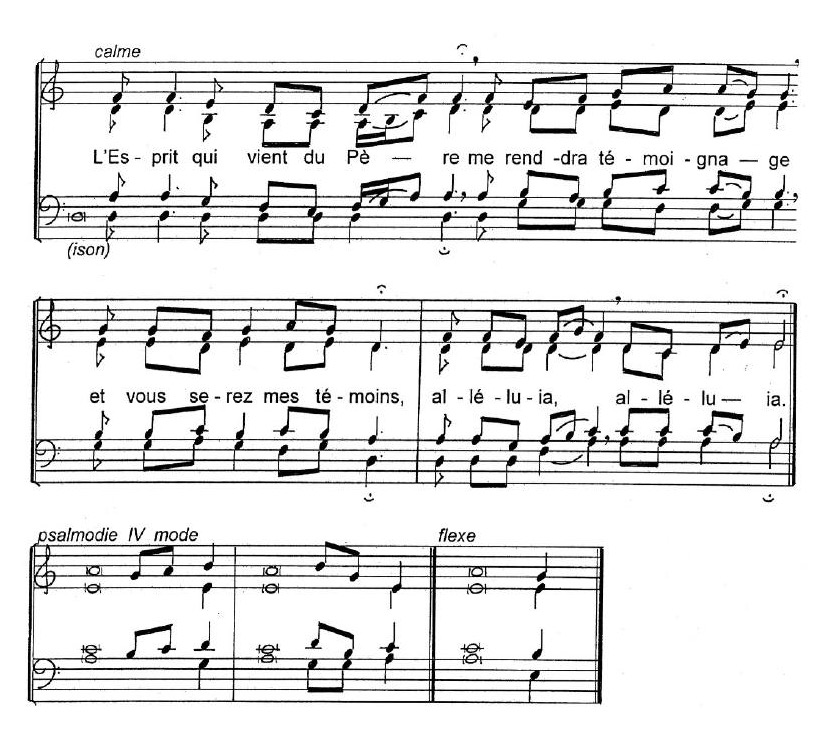 calme
L'Es - prit qui vient du Pè — re me rend - dra té - moi - gna — ge
(ison)
et vous se - rez mes té - moins, al - lé - lu - ia, al - lé - lu — ia.
psalmodie IV mode flexe